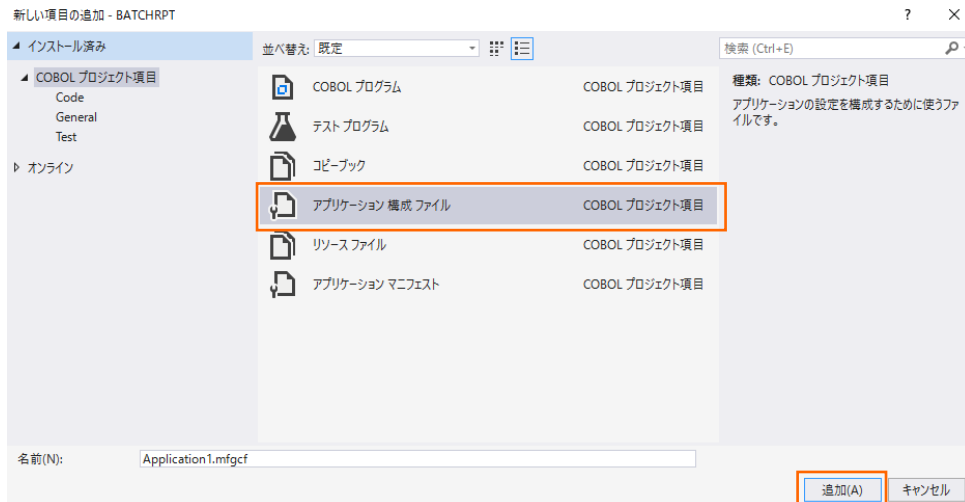 新しい項目の追加 - BATCHRPT
? ×
インストール済み
並べ替え: 既定
検索 (Ctrl+E)
COBOL プロジェクト項目
Code
General
Test
オンライン
COBOL プログラム COBOL プロジェクト項目
テスト プログラム COBOL プロジェクト項目
コピーブック COBOL プロジェクト項目
アプリケーション 構成 ファイル COBOL プロジェクト項目
リソース ファイル COBOL プロジェクト項目
アプリケーション マニフェスト COBOL プロジェクト項目
種類: COBOL プロジェクト項目
アプリケーションの設定を構成するために使うファ
イルです。
名前(N): Application1.mfgcf
追加(A) キャンセル